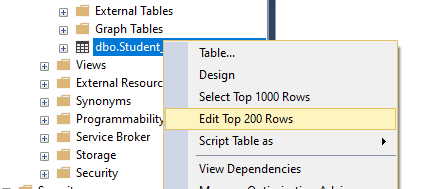 External Tables
Graph Tables
dbo.Student_
Table...
Views
Design
External Resourc
Select Top 1000 Rows
Synonyms
Edit Top 200 Rows
Programmability
Script Table as
Service Broker
Storage
View Dependencies
Security